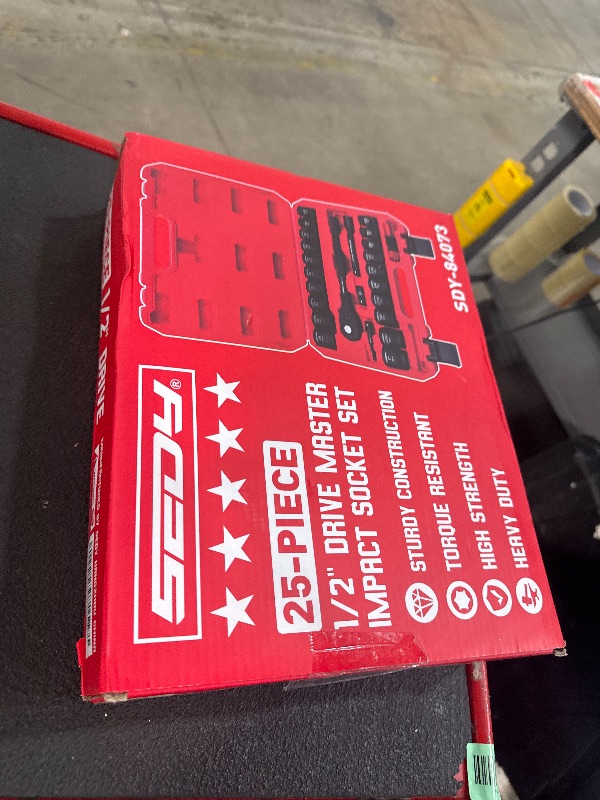 SEDY®
25-PIECE
1/2" DRIVE MASTER
IMPACT SOCKET SET
STURDY CONSTRUCTION
TORQUE RESISTANT
HIGH STRENGTH
HEAVY DUTY
SDY-84073
1/2" DRIVE